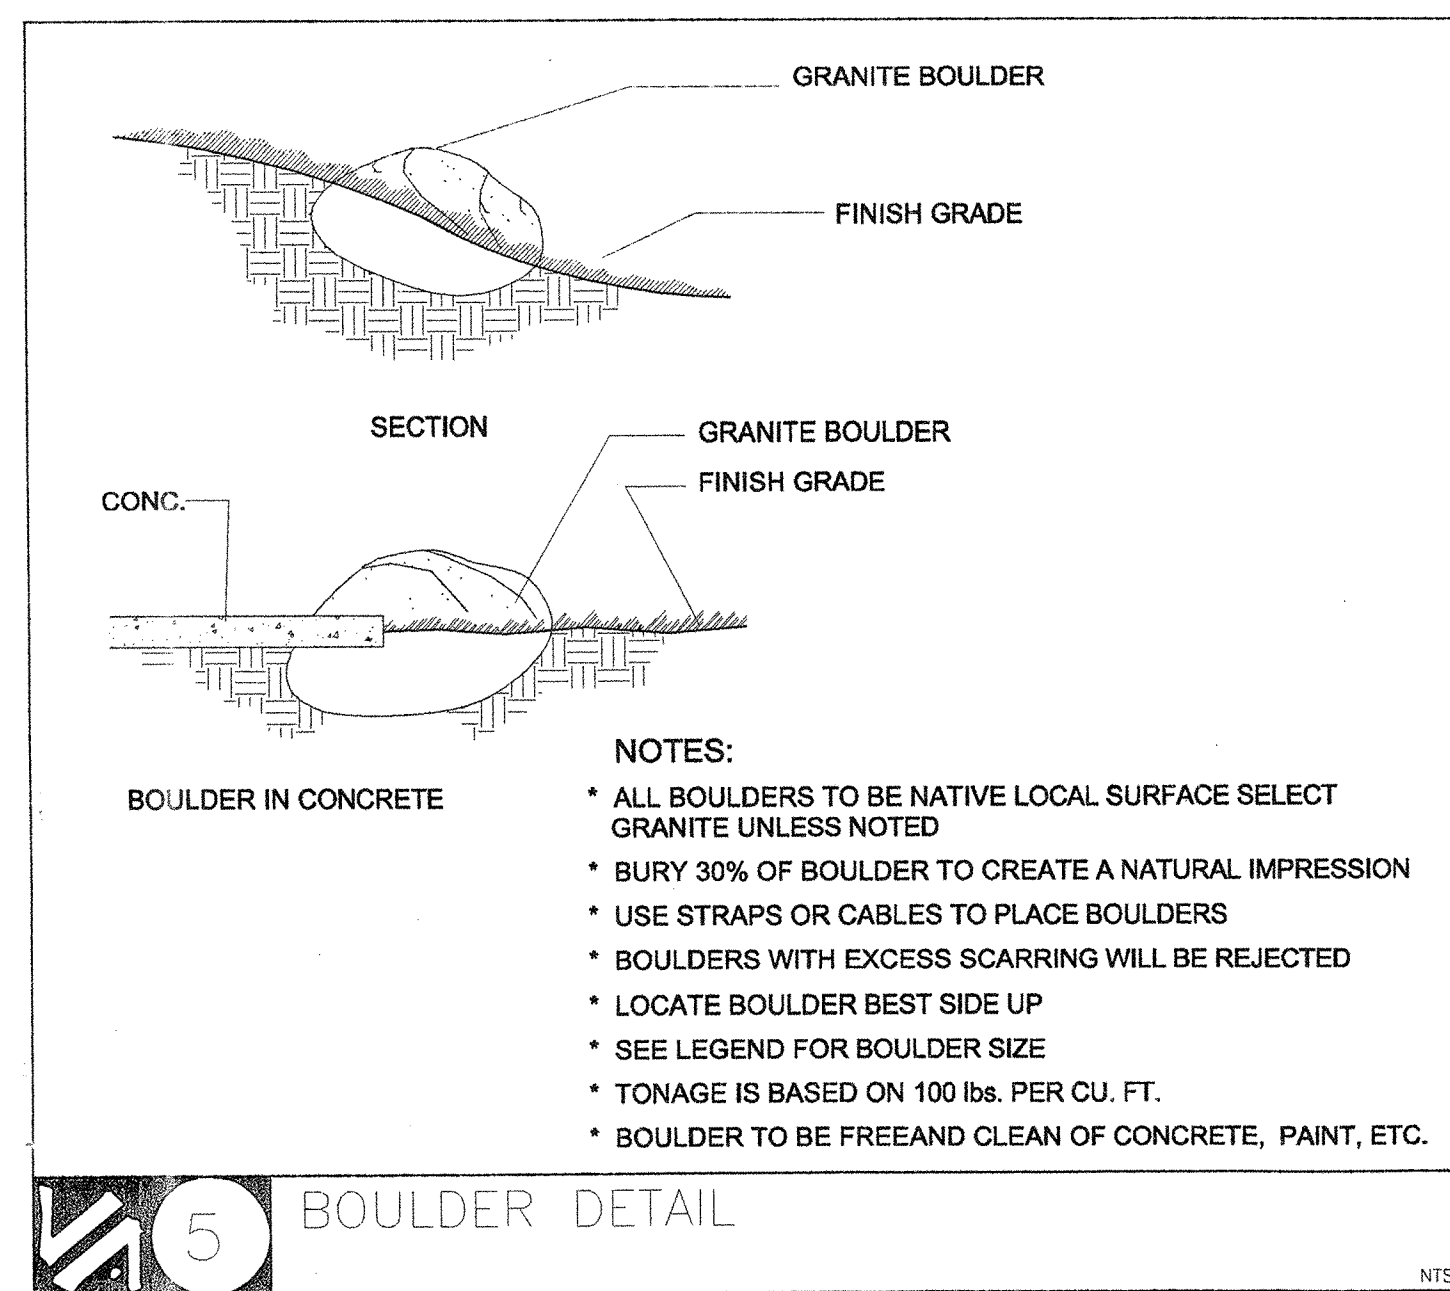 GRANITE BOULDER
FINISH GRADE
SECTION
GRANITE BOULDER
FINISH GRADE
CONC.
BOULDER IN CONCRETE
NOTES:
* ALL BOULDERS TO BE NATIVE LOCAL SURFACE SELECT
GRANITE UNLESS NOTED
* BURY 30% OF BOULDER TO CREATE A NATURAL IMPRESSION
* USE STRAPS OR CABLES TO PLACE BOULDERS
* BOULDERS WITH EXCESS SCARRING WILL BE REJECTED
* LOCATE BOULDER BEST SIDE UP
* SEE LEGEND FOR BOULDER SIZE
* TONAGE IS BASED ON 100 lbs. PER CU. FT.
* BOULDER TO BE FREEAND CLEAN OF CONCRETE, PAINT, ETC.
5 BOULDER DETAIL
NTS